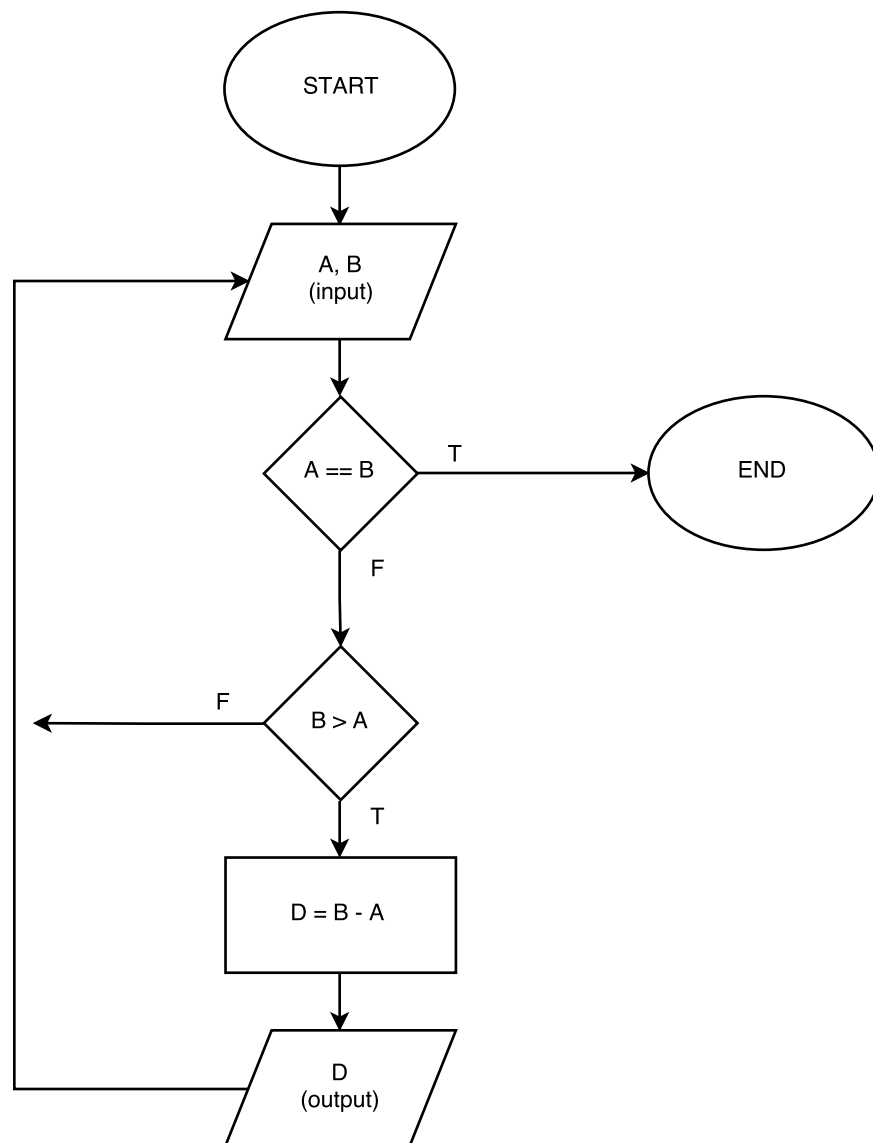 START
A, B
(input)
A == B
T
END
F
F
B > A
T
D = B - A
D
(output)